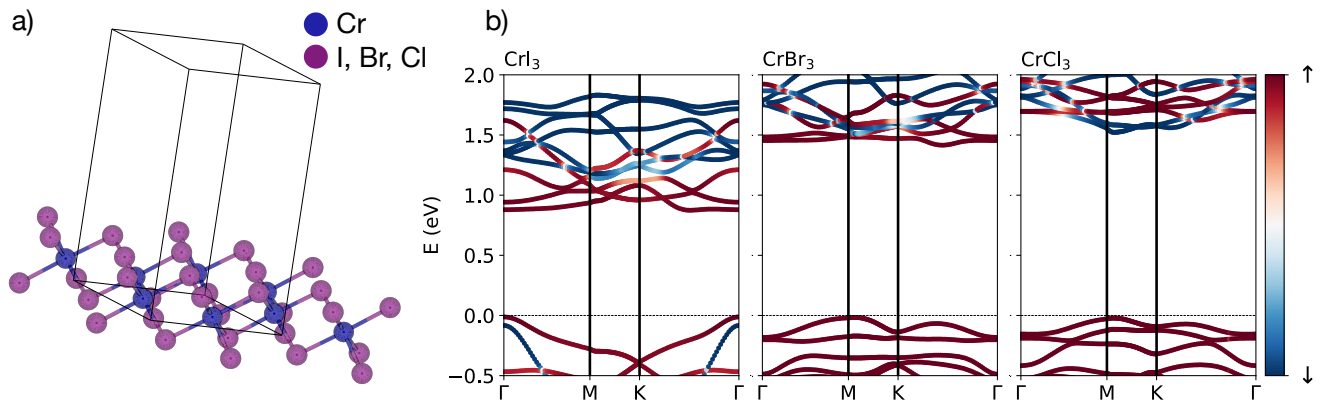 a)
Cr
I, Br, Cl
b)
CrI₃
CrBr₃
CrCl₃
E (eV)
2.0
1.5
1.0
0.5
0.0
−0.5
Γ M K Γ
Γ M K Γ
Γ M K Γ
↑
↓